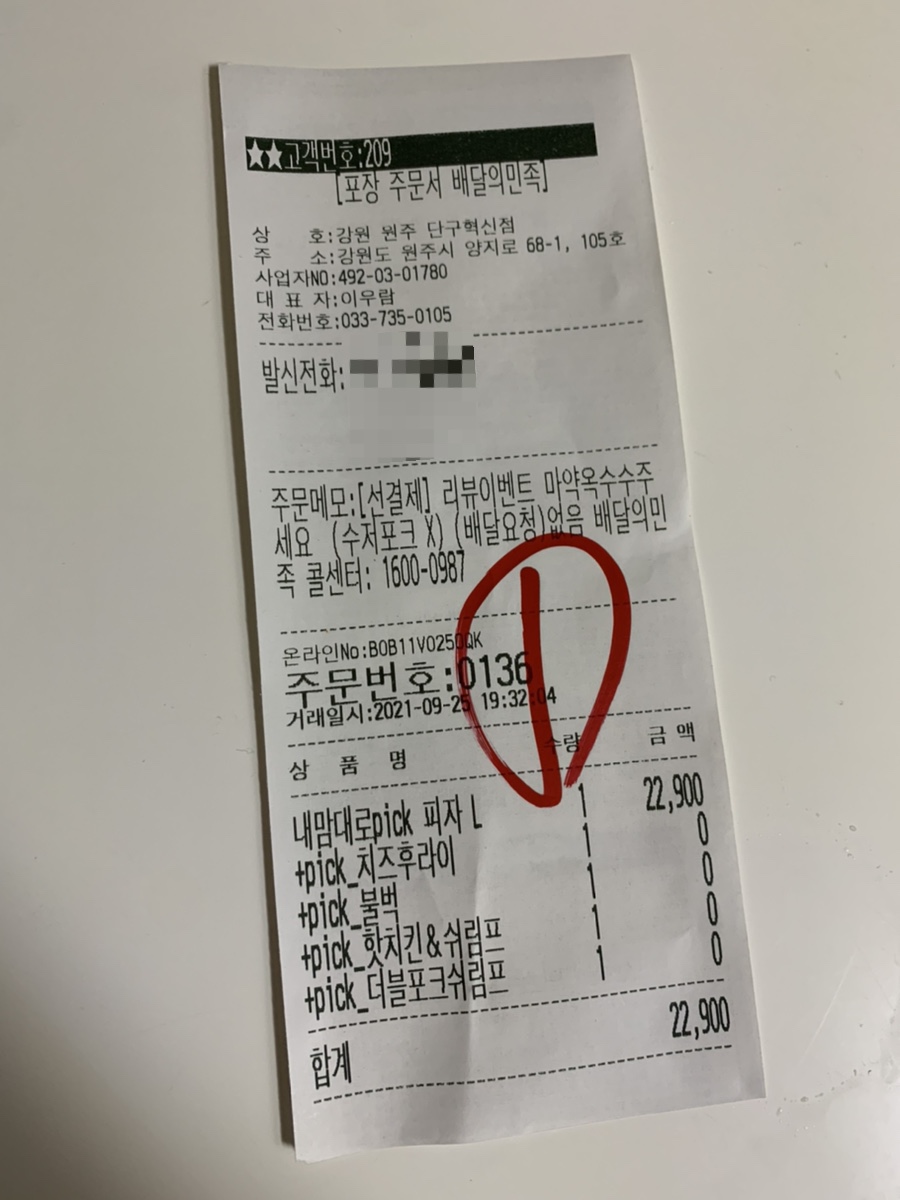 ★★고객번호:209
[포장 주문서 배달의민족]
상 호:강원 원주 단구혁신점
주 소:강원도 원주시 양지로 68-1, 105호
사업자NO:492-03-01780
대 표 자:이우람
전화번호:033-735-0105
발신전화:
주문메모:[선결제] 리뷰이벤트 마약옥수수주
세요 (수저포크 X) (배달요청)없음 배달의민
족 콜센터: 1600-0987
온라인No:B0B11V0250QK
주문번호:0136
거래일시:2021-09-25 19:32:04
상 품 명 수량 금 액
내맘대로pick 피자 L 1 22,900
+pick_치즈후라이 1 0
+pick_불벅 1 0
+pick_핫치킨&쉬림프 1 0
+pick_더블포크쉬림프 1 0
합계 22,900